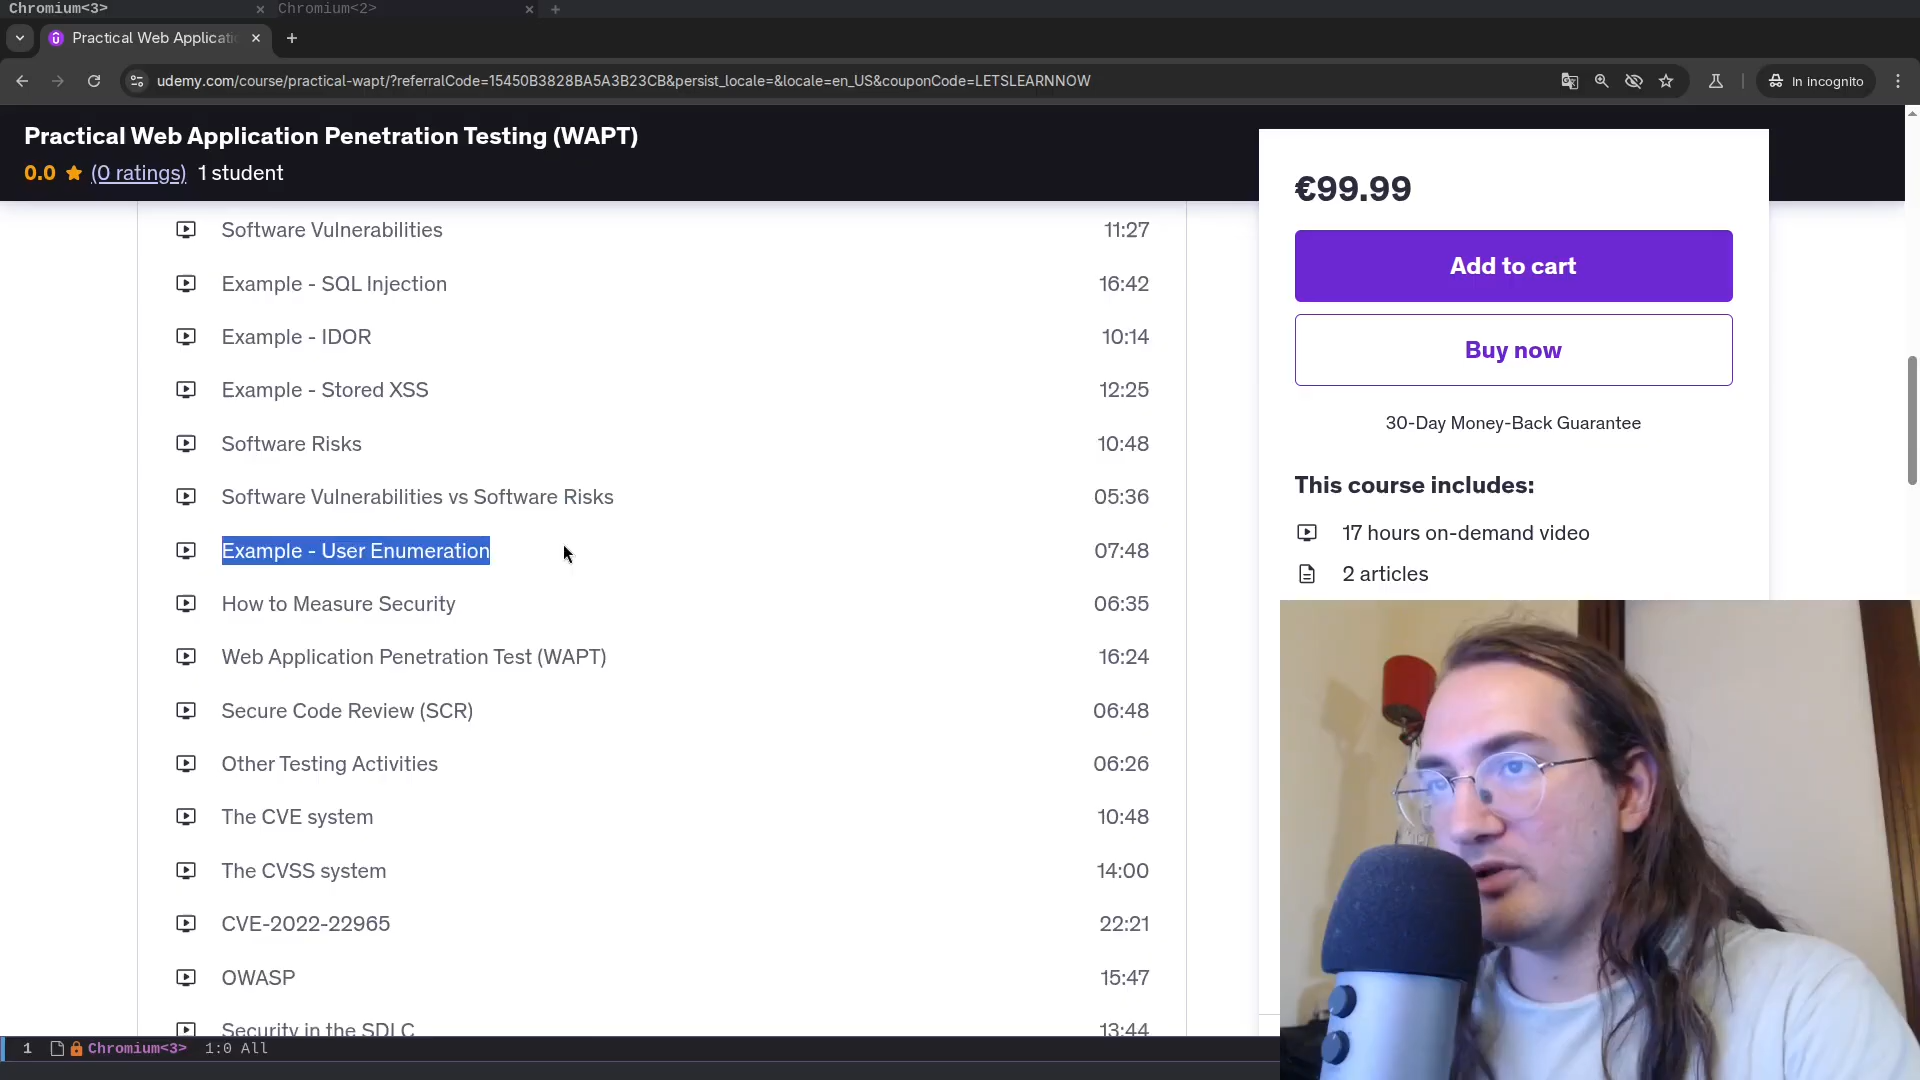 Chromium<3>
Chromium<2>
Practical Web Applicati
udemy.com/course/practical-wapt/?referralCode=15450B3828BA5A3B23CB&persist_locale=&locale=en_US&couponCode=LETSLEARNNOW
In incognito
Practical Web Application Penetration Testing (WAPT)
0.0 (0 ratings) 1 student
Software Vulnerabilities 11:27
Example - SQL Injection 16:42
Example - IDOR 10:14
Example - Stored XSS 12:25
Software Risks 10:48
Software Vulnerabilities vs Software Risks 05:36
Example - User Enumeration 07:48
How to Measure Security 06:35
Web Application Penetration Test (WAPT) 16:24
Secure Code Review (SCR) 06:48
Other Testing Activities 06:26
The CVE system 10:48
The CVSS system 14:00
CVE-2022-22965 22:21
OWASP 15:47
Security in the SDLC 13:44
€99.99
Add to cart
Buy now
30-Day Money-Back Guarantee
This course includes:
17 hours on-demand video
2 articles
1 Chromium<3> 1:0 All